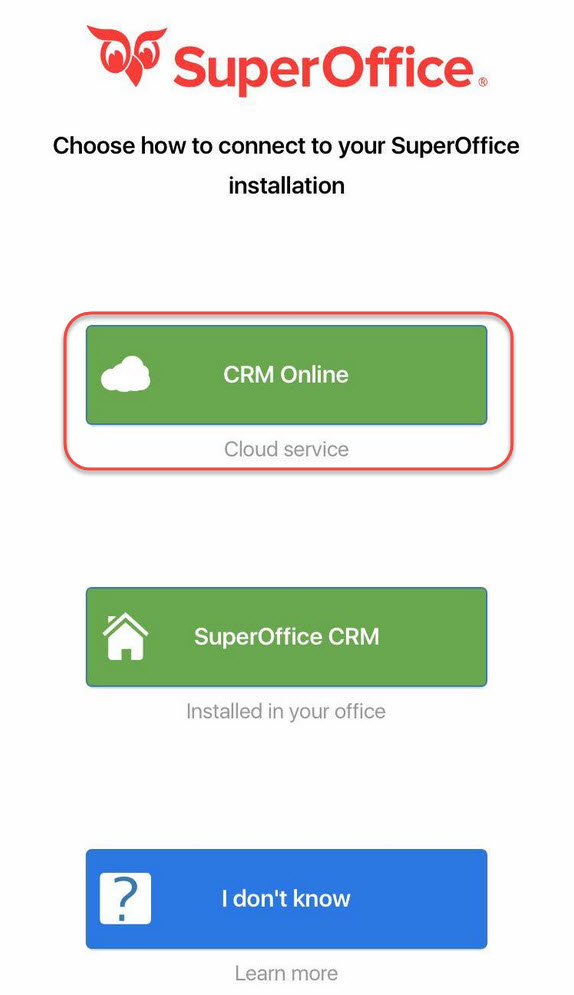 SuperOffice®
Choose how to connect to your SuperOffice
installation
CRM Online
Cloud service
SuperOffice CRM
Installed in your office
?
I don't know
Learn more